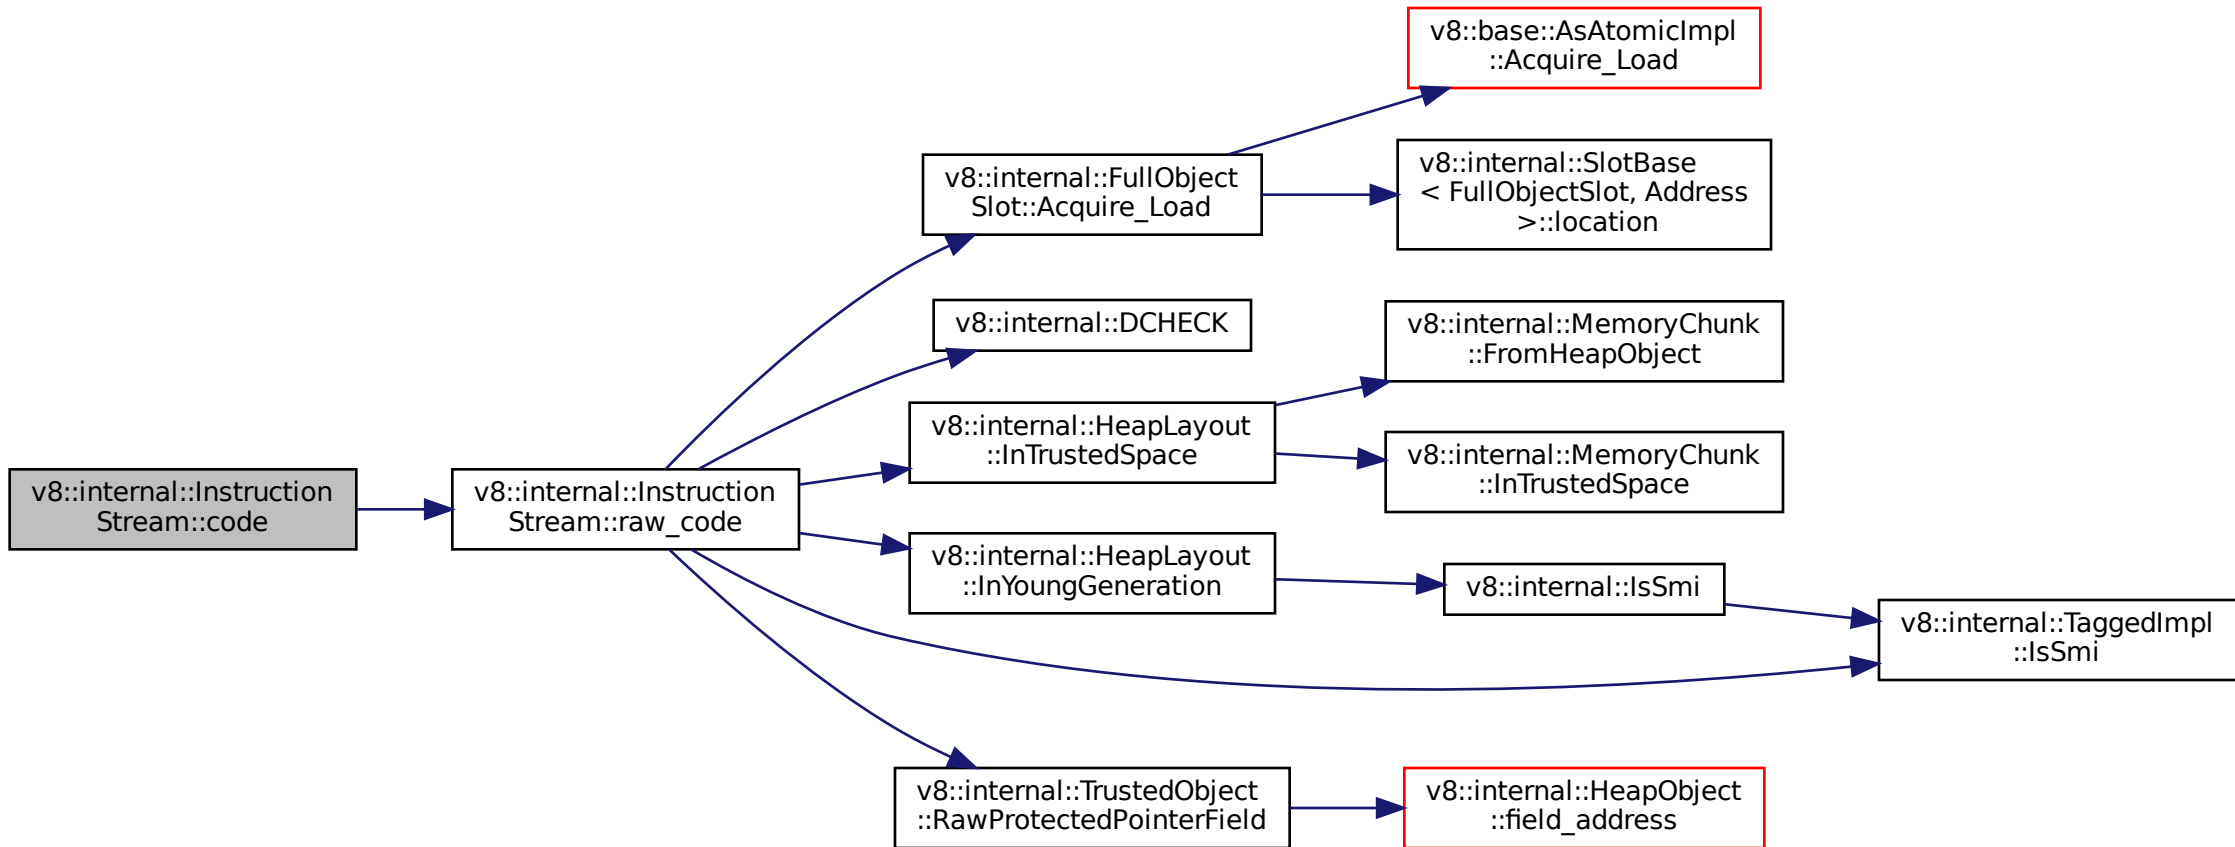 v8::internal::Instruction
Stream::code
v8::internal::Instruction
Stream::raw_code
v8::internal::FullObject
Slot::Acquire_Load
v8::base::AsAtomicImpl
::Acquire_Load
v8::internal::SlotBase
< FullObjectSlot, Address
>::location
v8::internal::DCHECK
v8::internal::HeapLayout
::InTrustedSpace
v8::internal::MemoryChunk
::FromHeapObject
v8::internal::MemoryChunk
::InTrustedSpace
v8::internal::HeapLayout
::InYoungGeneration
v8::internal::IsSmi
v8::internal::TaggedImpl
::IsSmi
v8::internal::TrustedObject
::RawProtectedPointerField
v8::internal::HeapObject
::field_address